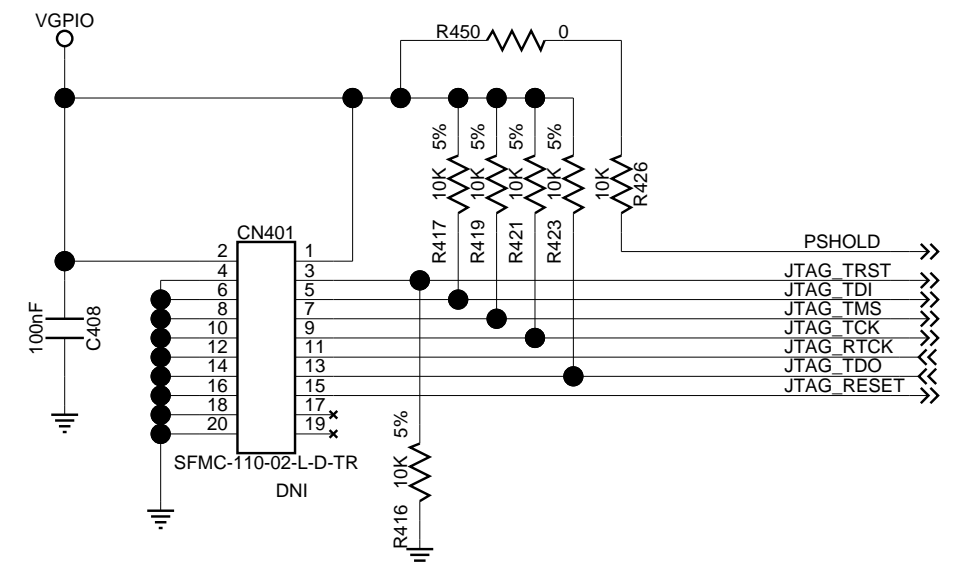 VGPIO
R450 0
5% 5% 5% 5%
10K 10K 10K 10K 10K
R417 R419 R421 R423 R426
CN401
PSHOLD
2 1
4 3 JTAG_TRST
6 5 JTAG_TDI
8 7 JTAG_TMS
10 9 JTAG_TCK
12 11 JTAG_RTCK
14 13 JTAG_TDO
16 15 JTAG_RESET
18 17
20 19
100nF
C408
SFMC-110-02-L-D-TR
DNI
5%
10K
R416